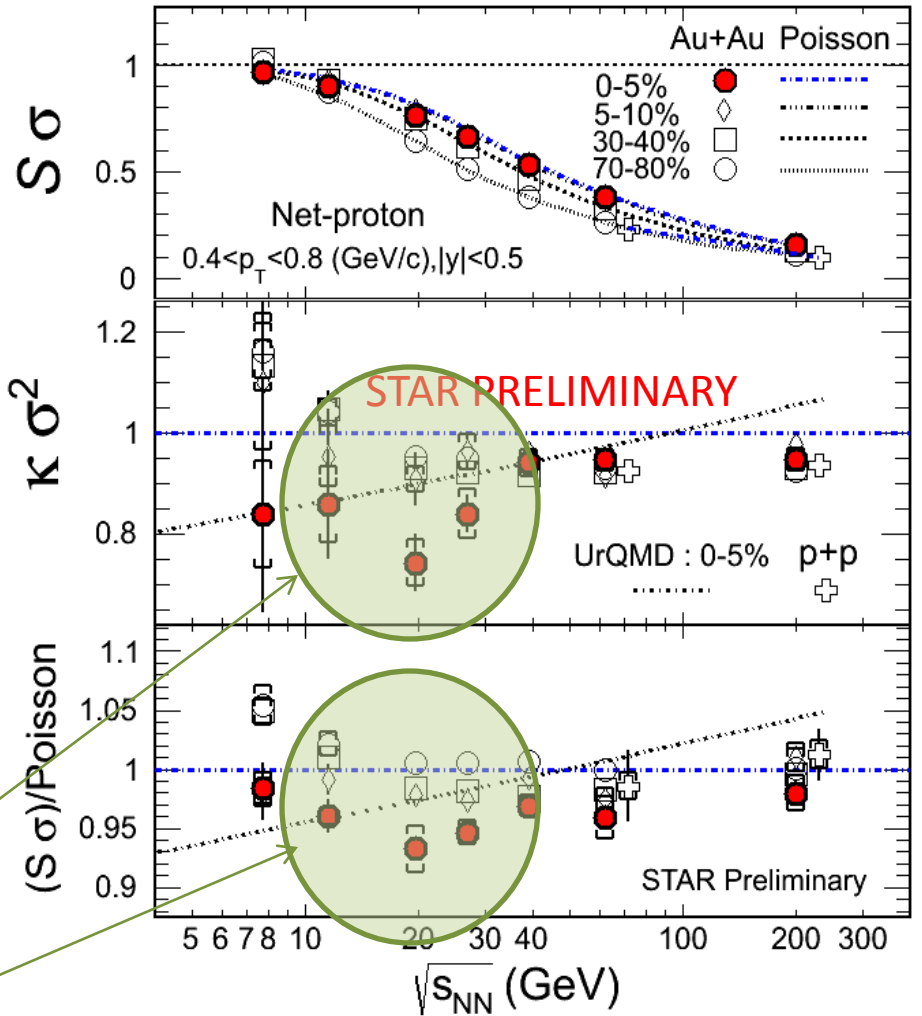 Au+Au Poisson
0-5%
5-10%
30-40%
70-80%
1
0.5
0
S σ
Net-proton
0.4<p_T<0.8 (GeV/c),|y|<0.5
STAR PRELIMINARY
1.2
1
0.8
κ σ²
UrQMD : 0-5% p+p
1.1
1.05
1
0.95
0.9
(S σ)/Poisson
STAR Preliminary
5 6 7 8 10 20 30 40 100 200 300
√s_NN (GeV)